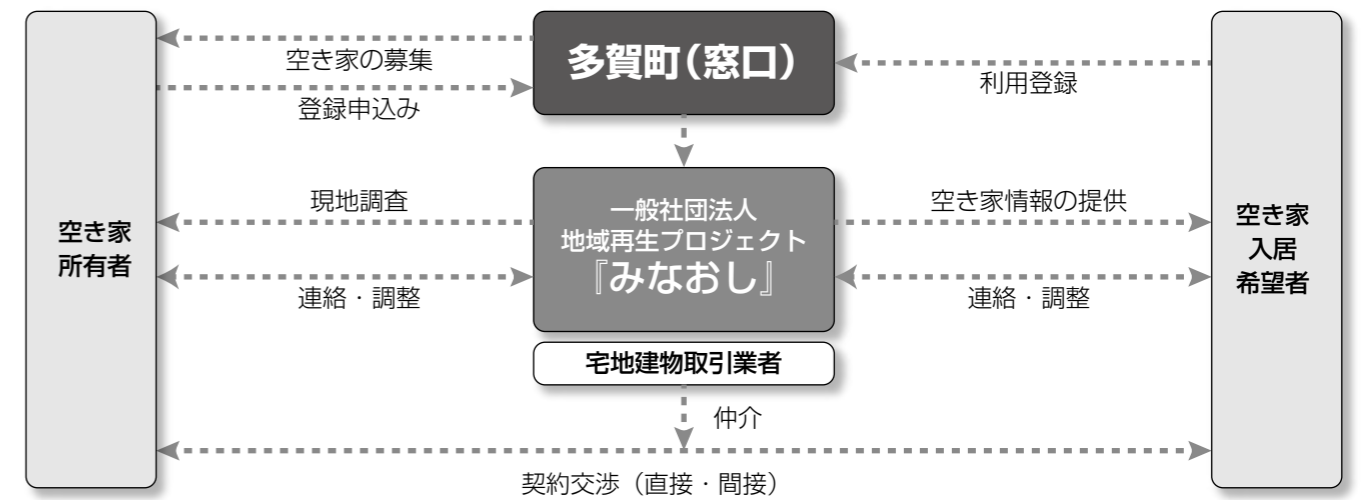 多賀町（窓口）
空き家の募集
登録申込み
利用登録
空き家
所有者
現地調査
連絡・調整
一般社団法人
地域再生プロジェクト
『みなおし』
空き家情報の提供
連絡・調整
空き家
入居
希望者
宅地建物取引業者
仲介
契約交渉（直接・間接）